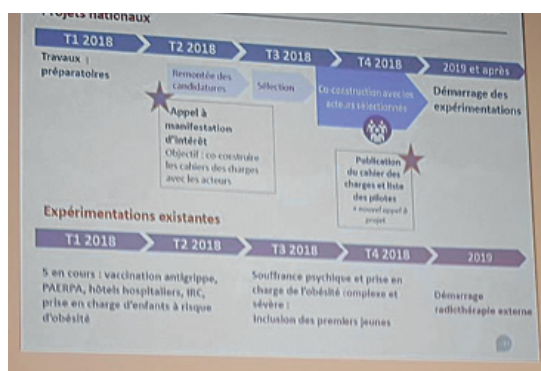 Projets nationaux
T1 2018
T2 2018
T3 2018
T4 2018
2019 et après
Travaux :
préparatoires
Remontée des
candidatures
Sélection
Co-construction avec les
acteurs sélectionnés
Démarrage des
expérimentations
Appel à
manifestation
d'intérêt
Objectif : co-construire
les cahiers des charges
avec les acteurs
Publication
du cahier des
charges et liste
des pilotes
+ nouvel appel à
projet
Expérimentations existantes
T1 2018
T2 2018
T3 2018
T4 2018
2019
5 en cours : vaccination antigrippe,
PAERPA, hôtels hospitaliers, IRC,
prise en charge d'enfants à risque
d'obésité
Souffrance psychique et prise en
charge de l'obésité complexe et
sévère :
Inclusion des premiers jeunes
Démarrage
radiothérapie externe